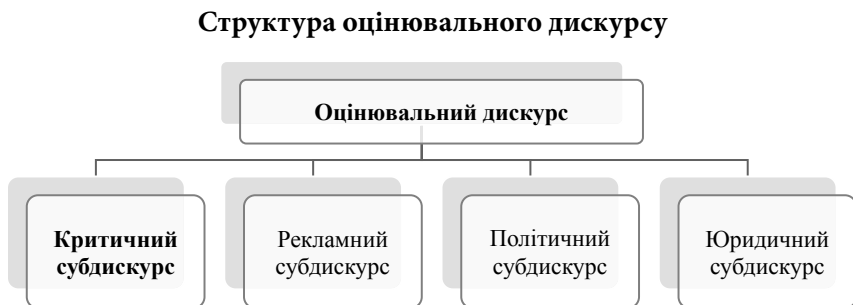 Структура оцінювального дискурсу
Оцінювальний дискурс
Критичний
субдискурс
Рекламний
субдискурс
Політичний
субдискурс
Юридичний
субдискурс